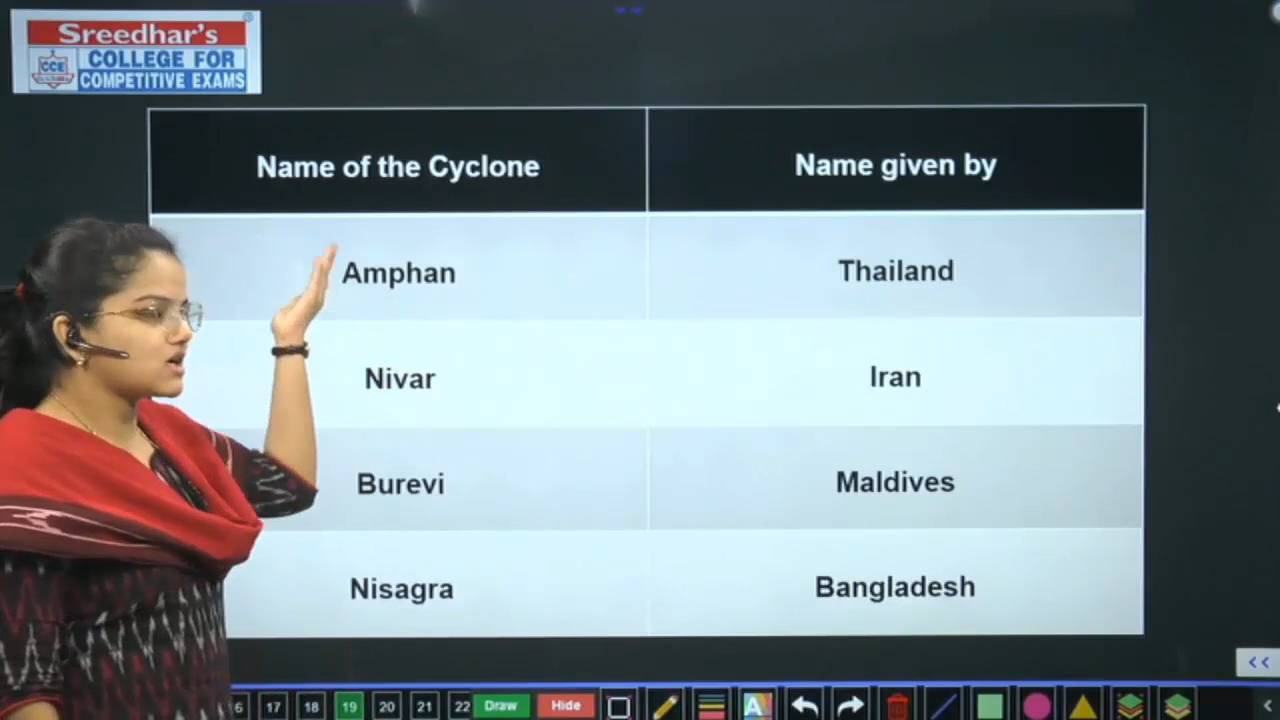 Sreedhar's
CCE
COLLEGE FOR
COMPETITIVE EXAMS
Name of the Cyclone
Name given by
Amphan
Thailand
Nivar
Iran
Burevi
Maldives
Nisagra
Bangladesh
17 18 19 20 21 22 Draw Hide